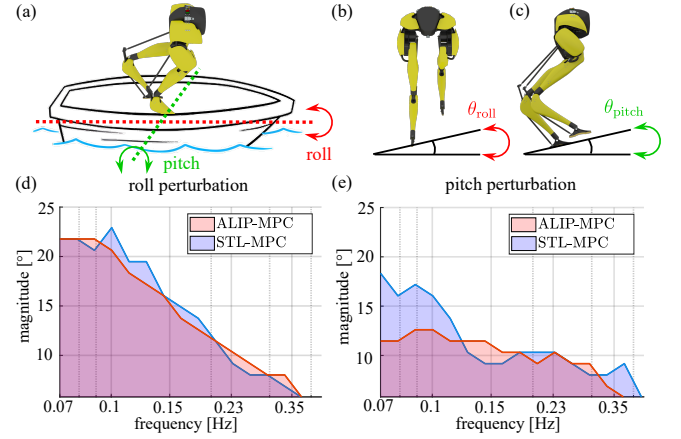 (a)
(b)
(c)
θroll
θpitch
roll
pitch
(d)
roll perturbation
(e)
pitch perturbation
25
20
15
10
magnitude [°]
ALIP-MPC
STL-MPC
0.07
0.1
0.15
0.23
0.35
frequency [Hz]
25
20
15
10
magnitude [°]
ALIP-MPC
STL-MPC
0.07
0.1
0.15
0.23
0.35
frequency [Hz]